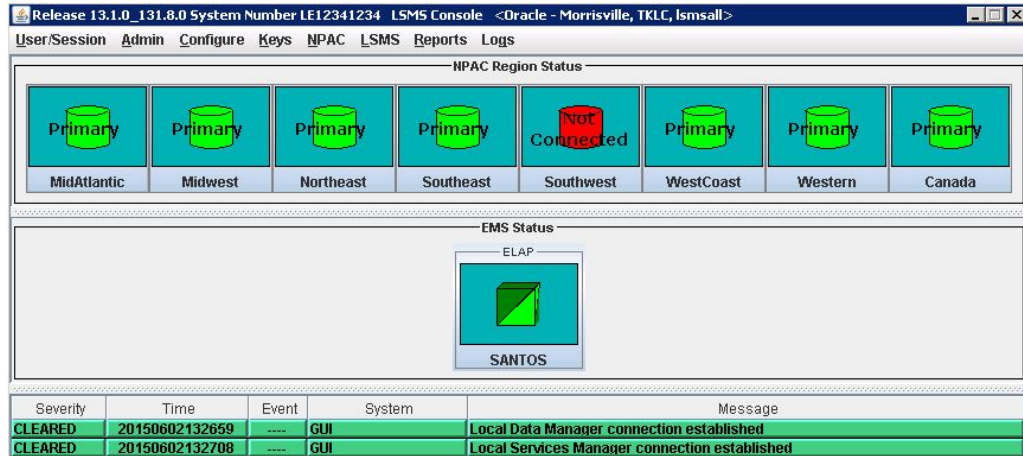 Release 13.1.0_131.8.0 System Number LE12341234 LSMS Console <Oracle - Morrisville, TKLC, lsmsall>
User/Session Admin Configure Keys NPAC LSMS Reports Logs
NPAC Region Status
Primary Primary Primary Primary Not Connected Primary Primary Primary
MidAtlantic Midwest Northeast Southeast Southwest WestCoast Western Canada
EMS Status
ELAP
SANTOS
Severity Time Event System Message
CLEARED 20150602132659 ---- GUI Local Data Manager connection established
CLEARED 20150602132708 ---- GUI Local Services Manager connection established